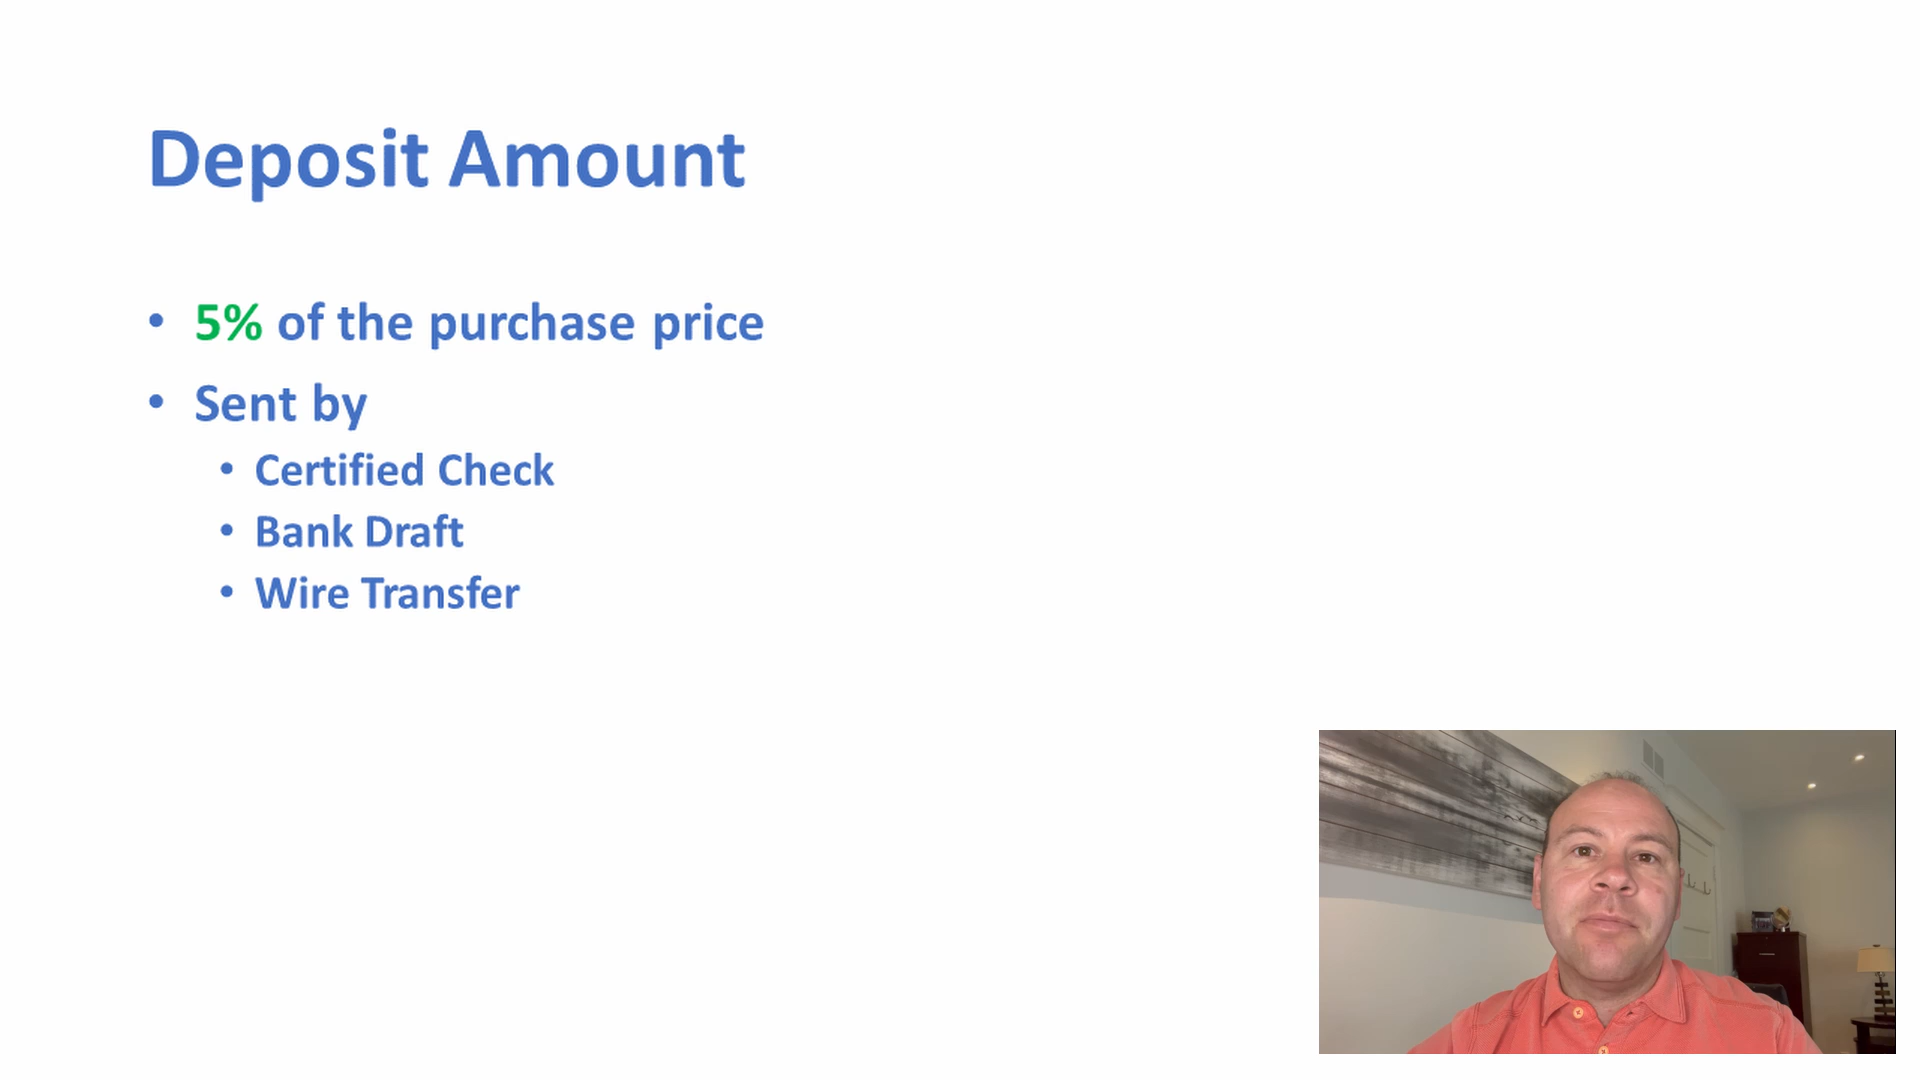 Deposit Amount
• 5% of the purchase price
• Sent by
• Certified Check
• Bank Draft
• Wire Transfer